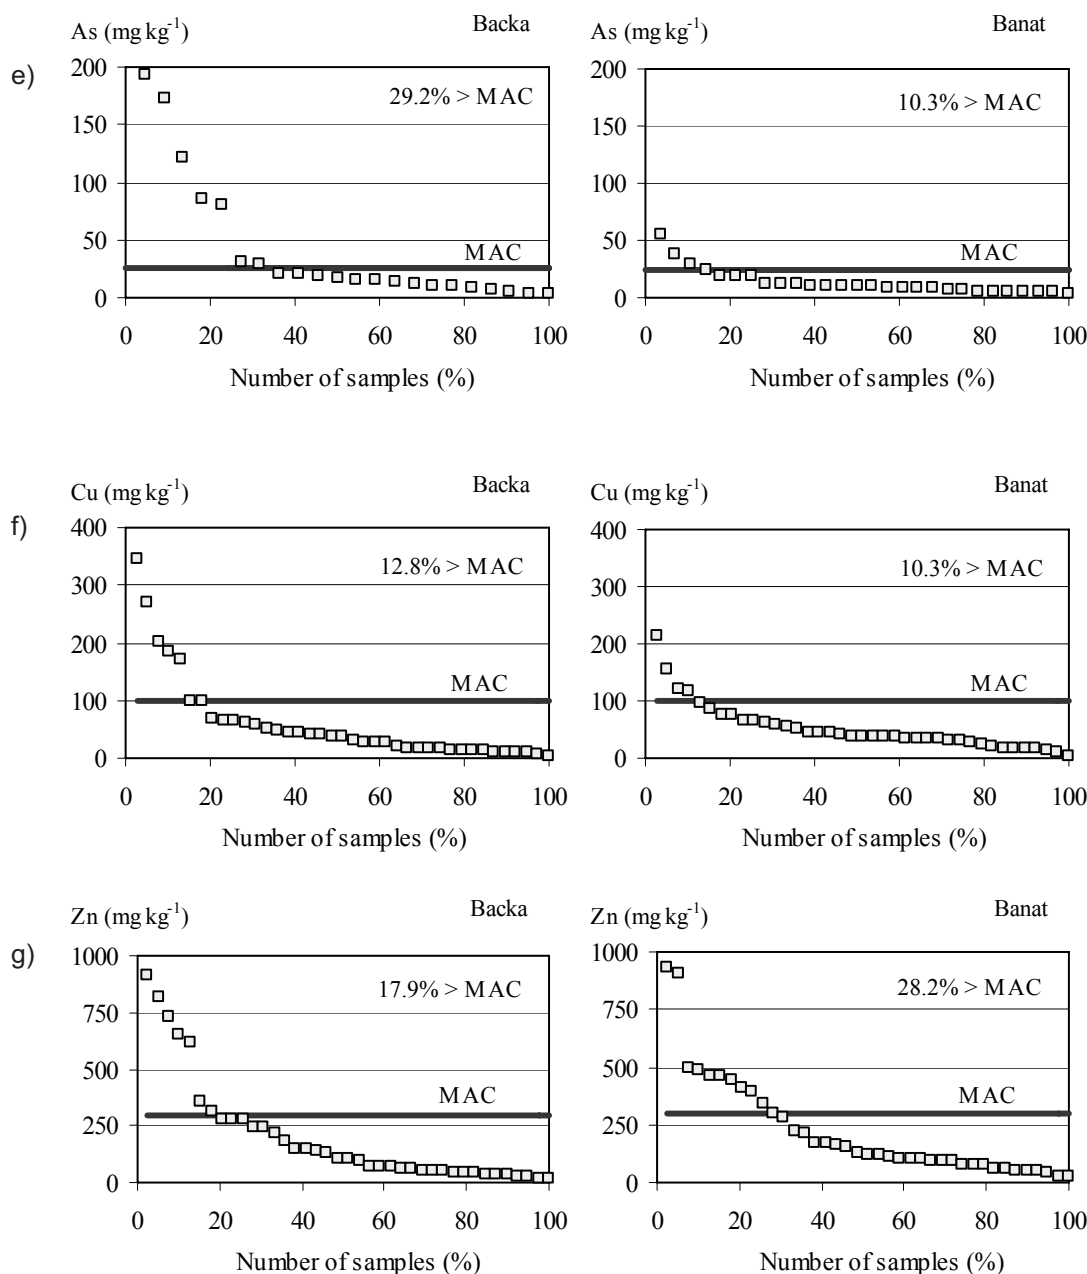 e)
As (mg kg-1) Backa
200
150
100
50
0
29.2% > MAC
MAC
0 20 40 60 80 100
Number of samples (%)
As (mg kg-1) Banat
200
150
100
50
0
10.3% > MAC
MAC
0 20 40 60 80 100
Number of samples (%)
f)
Cu (mg kg-1) Backa
400
300
200
100
0
12.8% > MAC
MAC
0 20 40 60 80 100
Number of samples (%)
Cu (mg kg-1) Banat
400
300
200
100
0
10.3% > MAC
MAC
0 20 40 60 80 100
Number of samples (%)
g)
Zn (mg kg-1) Backa
1000
750
500
250
0
17.9% > MAC
MAC
0 20 40 60 80 100
Number of samples (%)
Zn (mg kg-1) Banat
1000
750
500
250
0
28.2% > MAC
MAC
0 20 40 60 80 100
Number of samples (%)